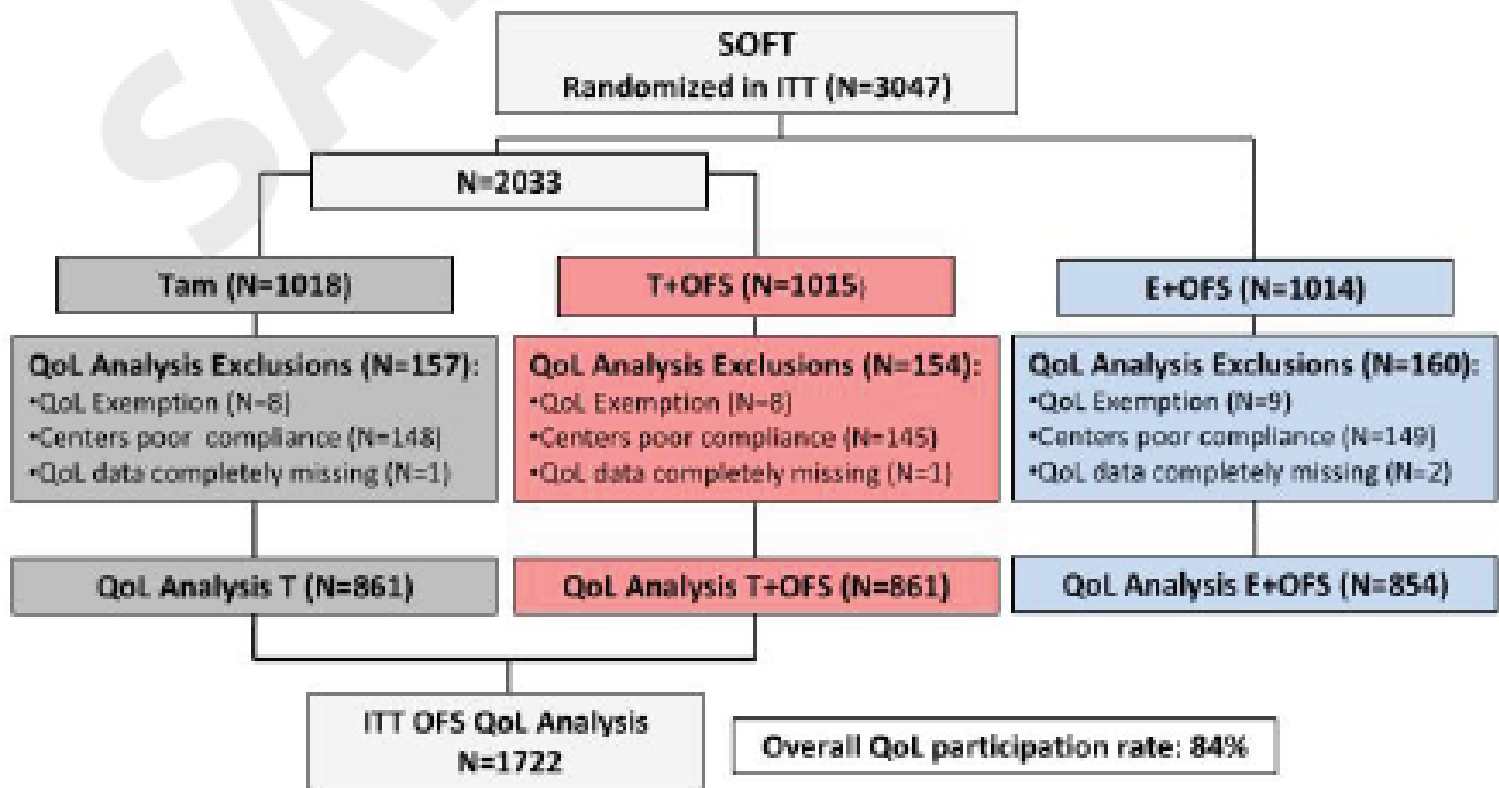 SOFT
Randomized in ITT (N=3047)
N=2033
Tam (N=1018)
T+OFS (N=1015)
E+OFS (N=1014)
QoL Analysis Exclusions (N=157):
•QoL Exemption (N=8)
•Centers poor compliance (N=148)
•QoL data completely missing (N=1)
QoL Analysis Exclusions (N=154):
•QoL Exemption (N=8)
•Centers poor compliance (N=145)
•QoL data completely missing (N=1)
QoL Analysis Exclusions (N=160):
•QoL Exemption (N=9)
•Centers poor compliance (N=149)
•QoL data completely missing (N=2)
QoL Analysis T (N=861)
QoL Analysis T+OFS (N=861)
QoL Analysis E+OFS (N=854)
ITT OFS QoL Analysis
N=1722
Overall QoL participation rate: 84%